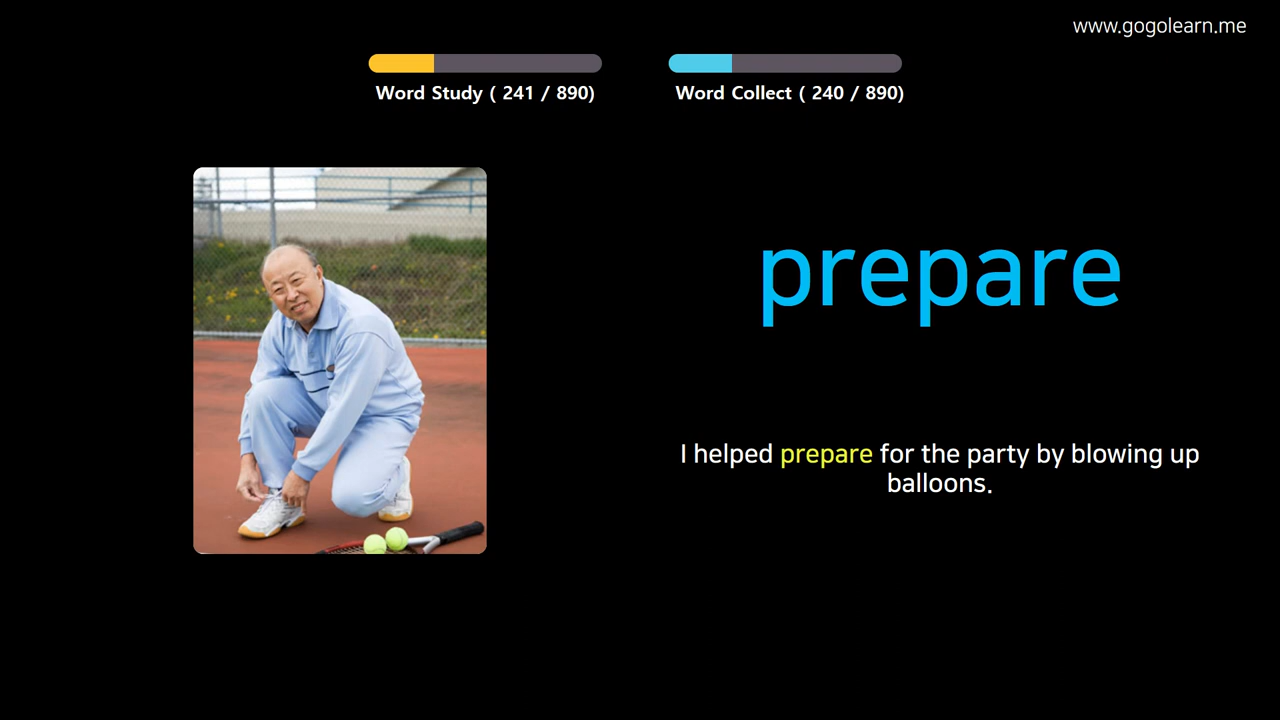 www.gogolearn.me
Word Study ( 241 / 890)
Word Collect ( 240 / 890)
prepare
I helped prepare for the party by blowing up
balloons.